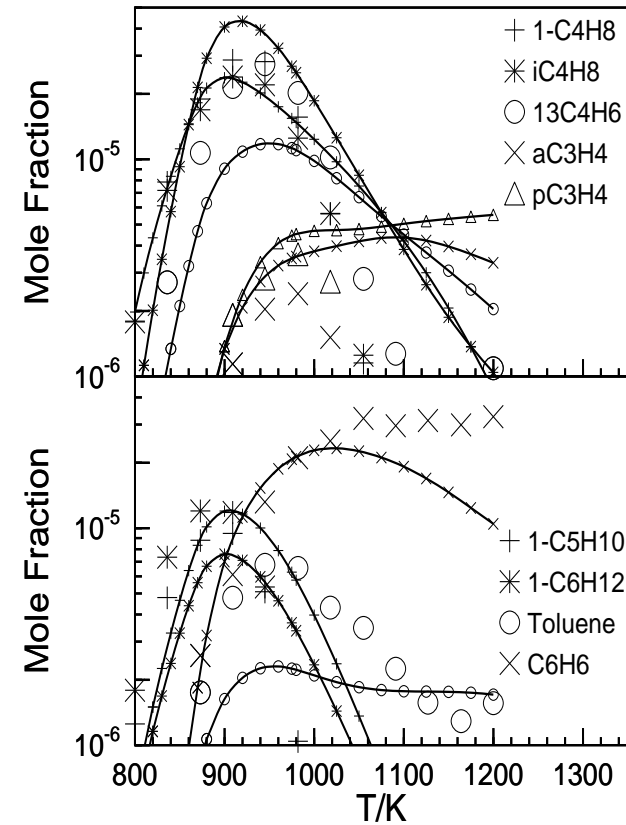 1-C4H8
iC4H8
13C4H6
aC3H4
pC3H4
Mole Fraction
10^-5
10^-6
1-C5H10
1-C6H12
Toluene
C6H6
Mole Fraction
10^-5
10^-6
800 900 1000 1100 1200 1300
T/K